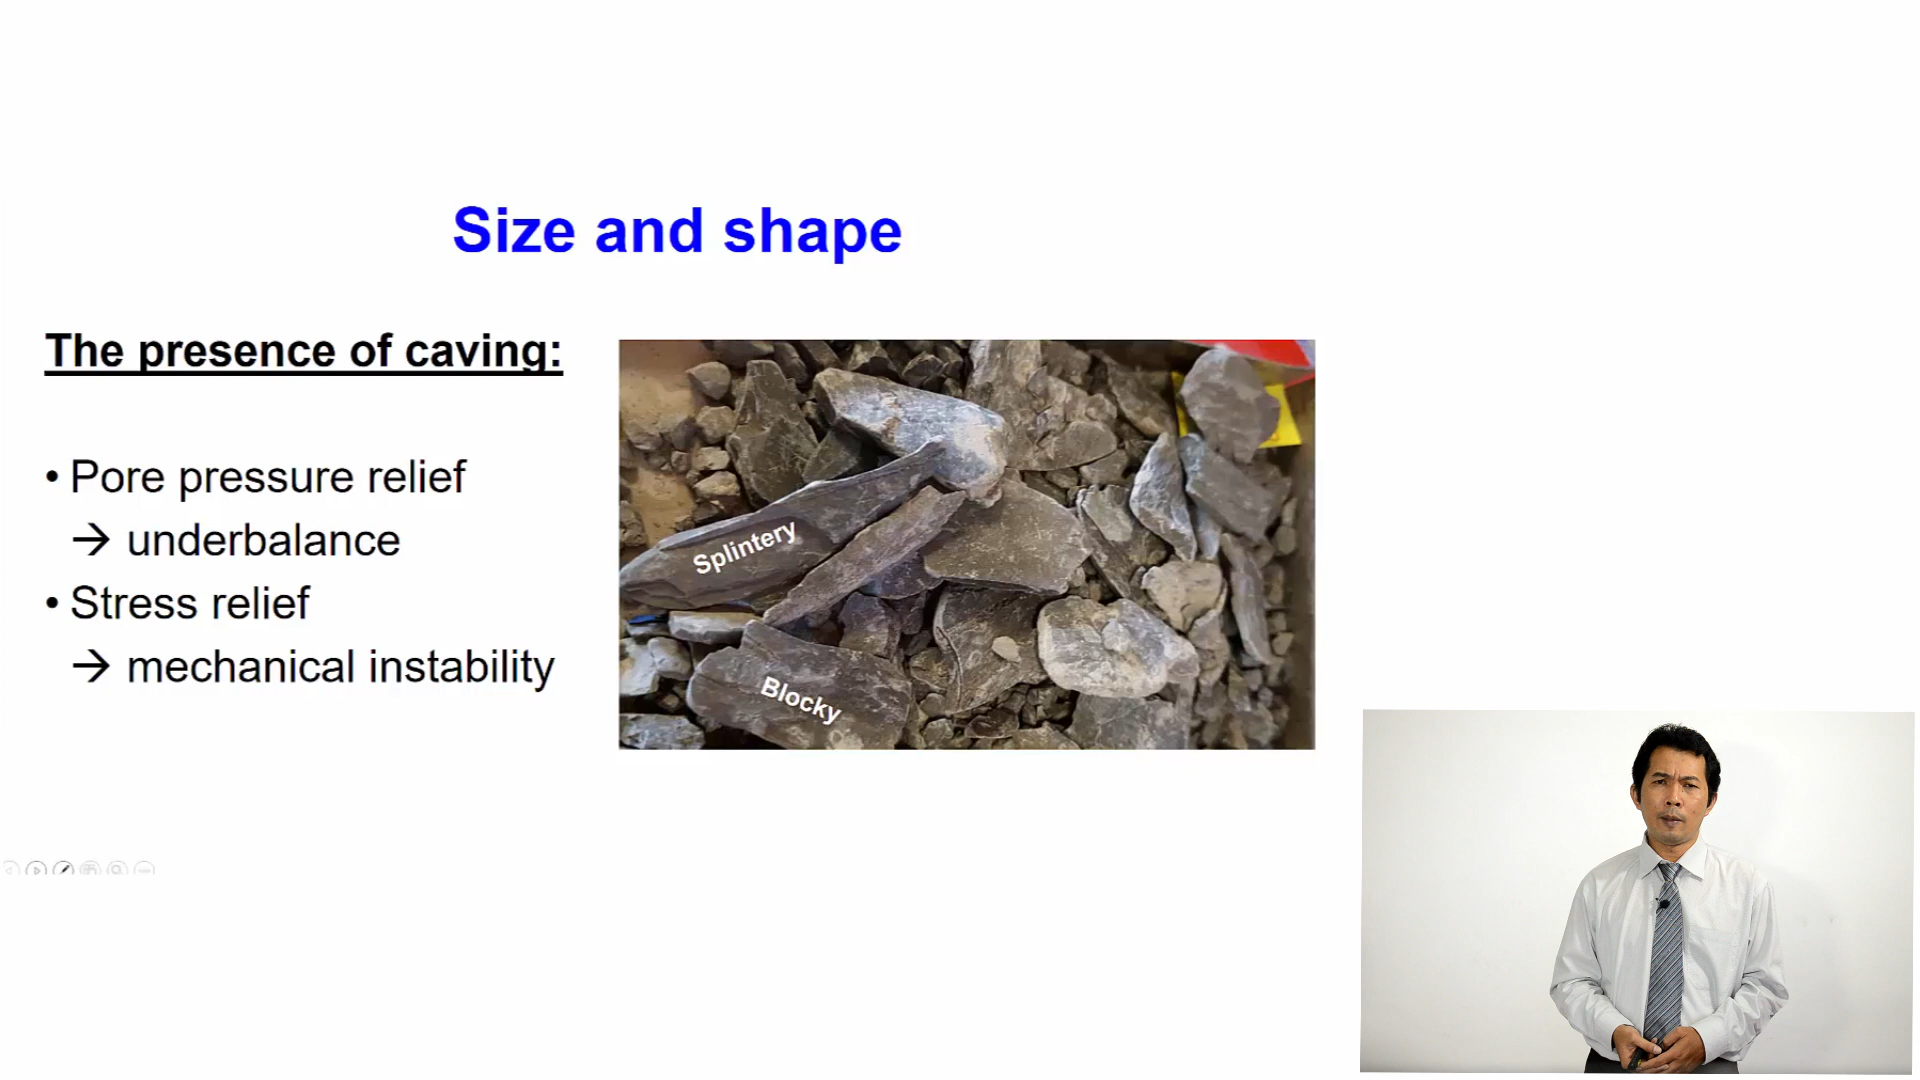 Size and shape
The presence of caving:
• Pore pressure relief
→ underbalance
• Stress relief
→ mechanical instability
Splintery
Blocky